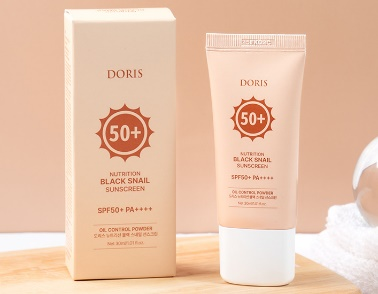 DORIS
50+
NUTRITION
BLACK SNAIL
SUNSCREEN
SPF50+ PA++++
OIL CONTROL POWDER
DORIS
50+
NUTRITION
BLACK SNAIL
SUNSCREEN
SPF50+ PA++++
OIL CONTROL POWDER